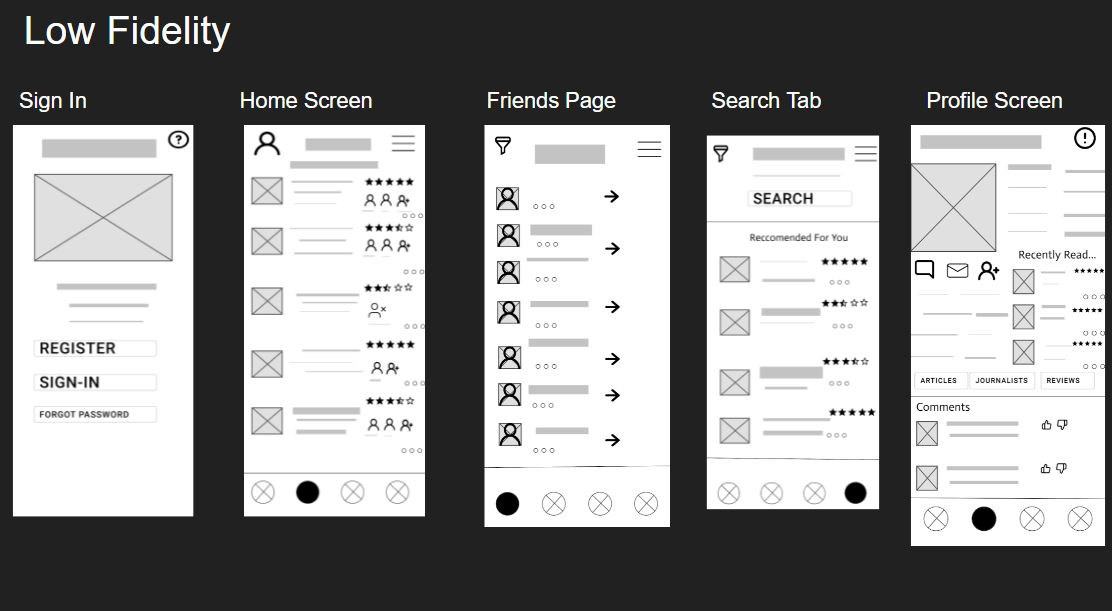 Low Fidelity
Sign In
Home Screen
Friends Page
Search Tab
Profile Screen
REGISTER
SIGN-IN
FORGOT PASSWORD
SEARCH
Reccomended For You
Recently Read...
ARTICLES
JOURNALISTS
REVIEWS
Comments